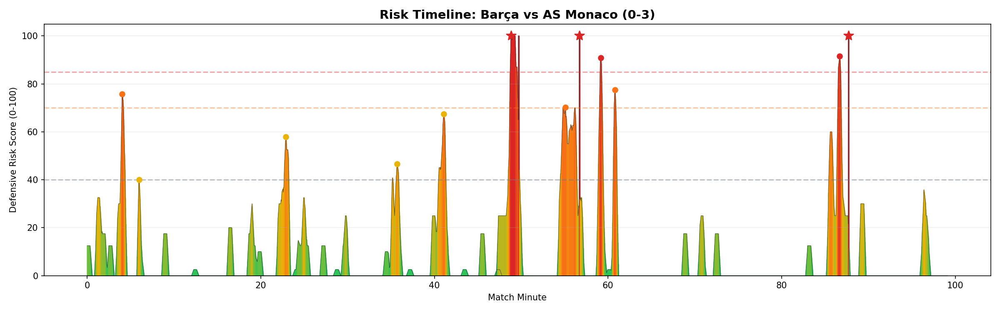 Risk Timeline: Barça vs AS Monaco (0-3)
Defensive Risk Score (0-100)
100
80
60
40
20
0
0 20 40 60 80 100
Match Minute